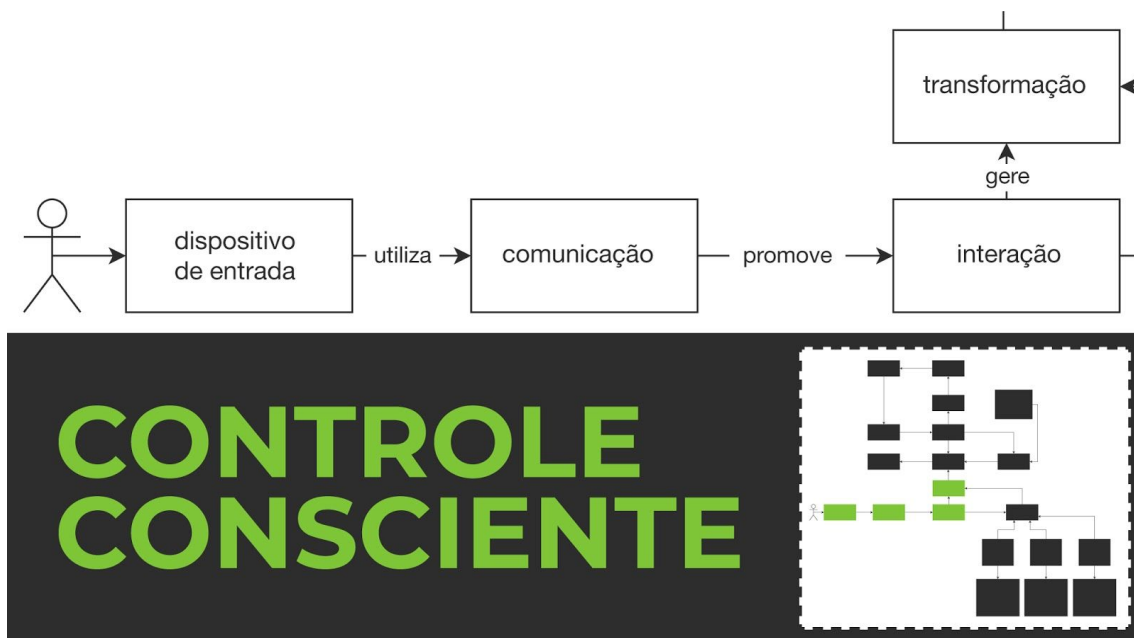 transformação
gere
dispositivo
de entrada
utiliza
comunicação
promove
interação
CONTROLE
CONSCIENTE